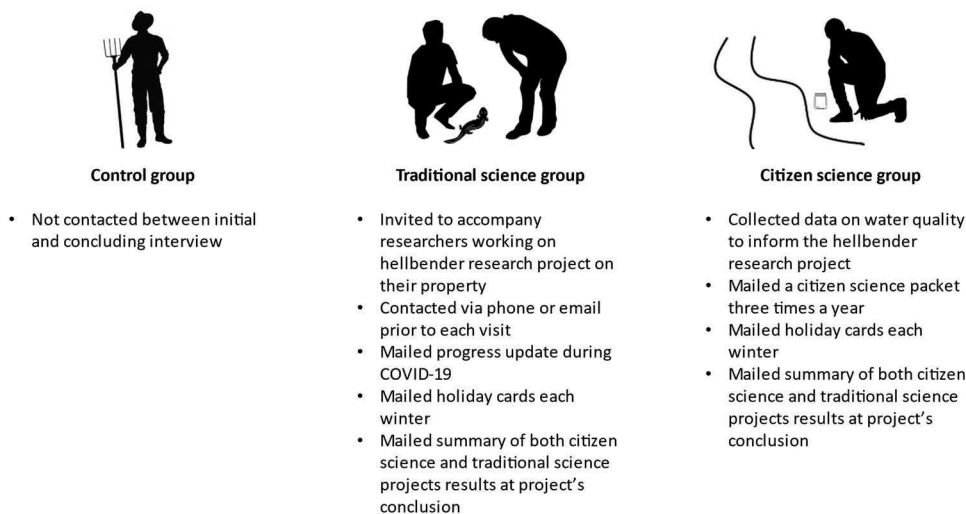 Control group
• Not contacted between initial
and concluding interview
Traditional science group
• Invited to accompany
researchers working on
hellbender research project on
their property
• Contacted via phone or email
prior to each visit
• Mailed progress update during
COVID-19
• Mailed holiday cards each
winter
• Mailed summary of both citizen
science and traditional science
projects results at project’s
conclusion
Citizen science group
• Collected data on water quality
to inform the hellbender
research project
• Mailed a citizen science packet
three times a year
• Mailed holiday cards each
winter
• Mailed summary of both citizen
science and traditional science
projects results at project’s
conclusion